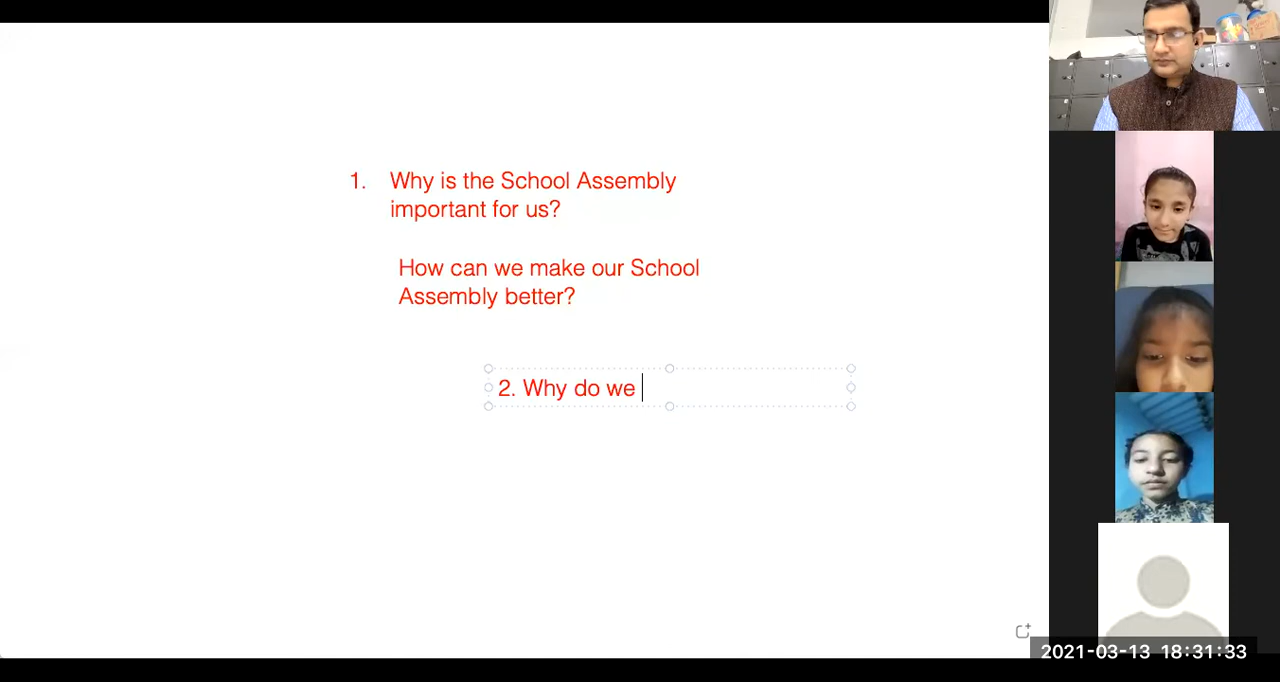 1. Why is the School Assembly
important for us?
How can we make our School
Assembly better?
2. Why do we
2021-03-13 18:31:33